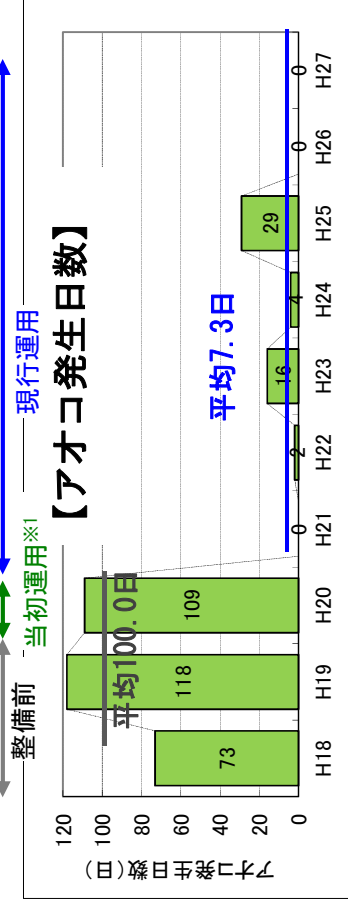 整備前
当初運用※1
現行運用
【アオコ発生日数】
アオコ発生日数(日)
120
100
80
60
40
20
0
平均100.0日
平均7.3日
73
118
109
0
2
16
4
29
0
0
H18
H19
H20
H21
H22
H23
H24
H25
H26
H27